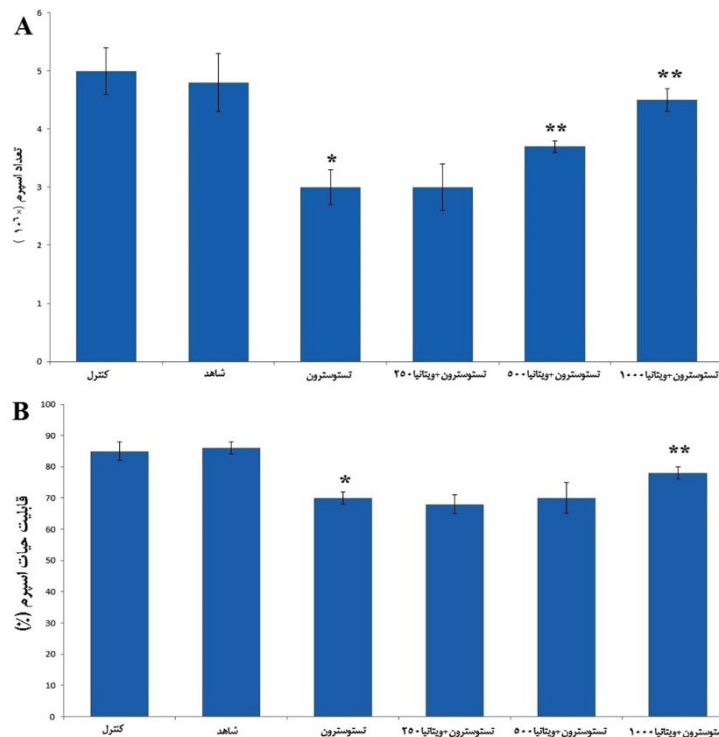 A
تعداد اسپرم (×۱۰^۶ )
6
5
4
3
2
1
0
*
**
**
کنترل
شاهد
تستوسترون
تستوسترون+ویتانیا۲۵۰
تستوسترون+ویتانیا۵۰۰
تستوسترون+ویتانیا۱۰۰۰
B
قابلیت حیات اسپرم (%)
100
90
80
70
60
50
40
30
20
10
0
*
**
کنترل
شاهد
تستوسترون
تستوسترون+ویتانیا۲۵۰
تستوسترون+ویتانیا۵۰۰
تستوسترون+ویتانیا۱۰۰۰